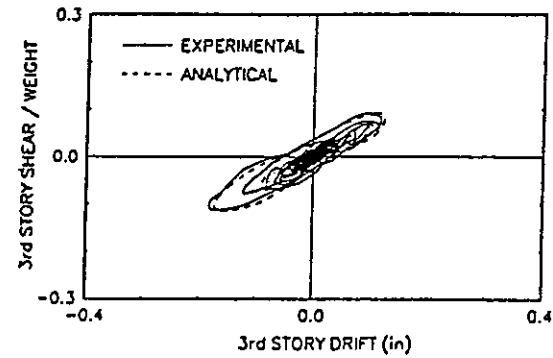 0.3
EXPERIMENTAL
ANALYTICAL
3rd STORY SHEAR / WEIGHT
0.0
-0.3
-0.4
0.0
0.4
3rd STORY DRIFT (in)